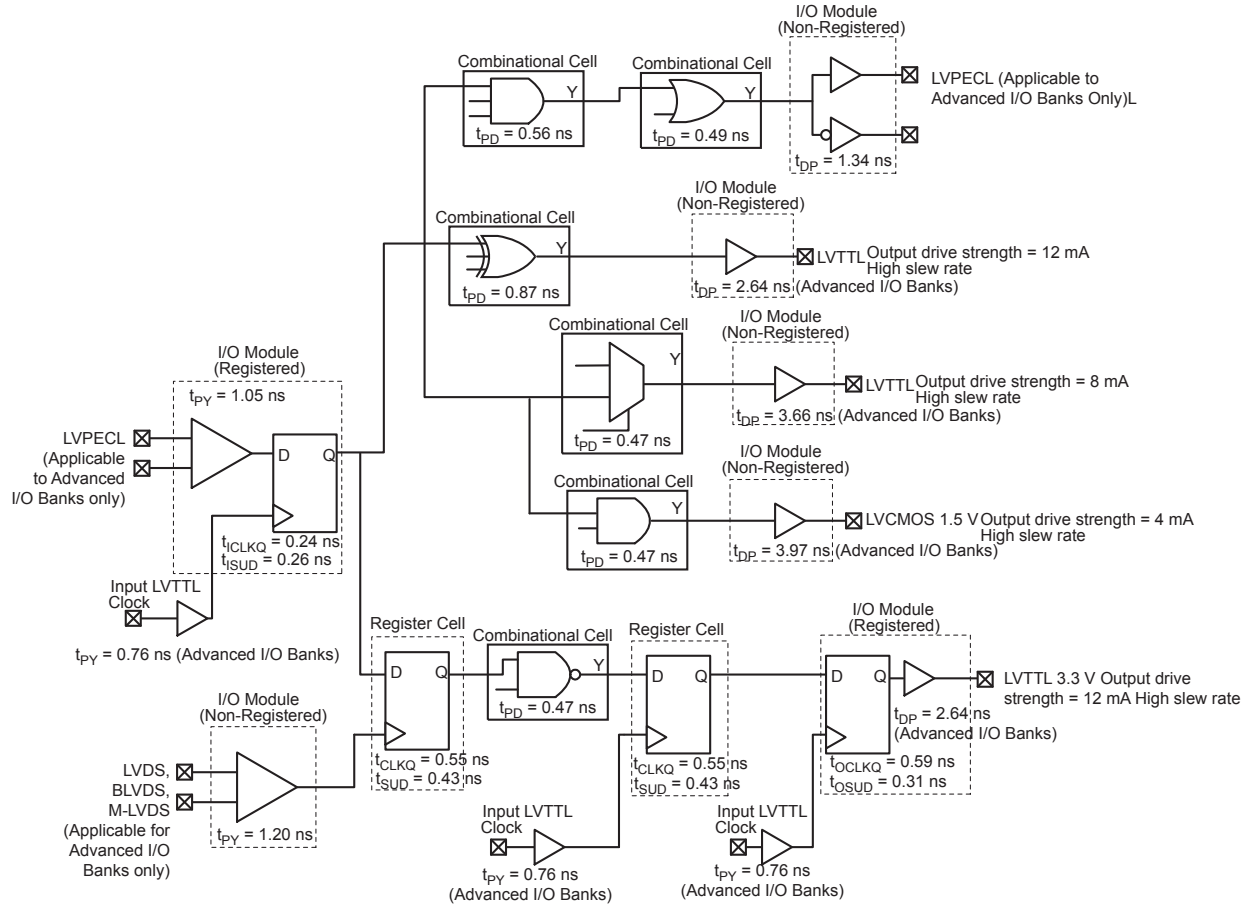 I/O Module
(Non-Registered)
Combinational Cell
Y
tPD = 0.56 ns
Combinational Cell
Y
tPD = 0.49 ns
tDP = 1.34 ns
LVPECL (Applicable to
Advanced I/O Banks Only)L
I/O Module
(Non-Registered)
Combinational Cell
Y
tPD = 0.87 ns
tDP = 2.64 ns (Advanced I/O Banks)
LVTTL Output drive strength = 12 mA
High slew rate
I/O Module
(Non-Registered)
Combinational Cell
Y
tPD = 0.47 ns
tDP = 3.66 ns (Advanced I/O Banks)
LVTTL Output drive strength = 8 mA
High slew rate
I/O Module
(Registered)
tPY = 1.05 ns
LVPECL
(Applicable
to Advanced
I/O Banks only)
D
Q
tICLKQ = 0.24 ns
tISUD = 0.26 ns
Input LVTTL
Clock
tPY = 0.76 ns (Advanced I/O Banks)
I/O Module
(Non-Registered)
Combinational Cell
Y
tPD = 0.47 ns
tDP = 3.97 ns (Advanced I/O Banks)
LVCMOS 1.5 V Output drive strength = 4 mA
High slew rate
I/O Module
(Non-Registered)
LVDS,
BLVDS,
M-LVDS
(Applicable for
Advanced I/O
Banks only)
tPY = 1.20 ns
Register Cell
D
Q
tCLKQ = 0.55 ns
tSUD = 0.43 ns
Combinational Cell
Y
tPD = 0.47 ns
Register Cell
D
Q
tCLKQ = 0.55 ns
tSUD = 0.43 ns
Input LVTTL
Clock
tPY = 0.76 ns
(Advanced I/O Banks)
I/O Module
(Registered)
D
Q
tDP = 2.64 ns
(Advanced I/O Banks)
tOCLKQ = 0.59 ns
tOSUD = 0.31 ns
LVTTL 3.3 V Output drive
strength = 12 mA High slew rate
Input LVTTL
Clock
tPY = 0.76 ns
(Advanced I/O Banks)